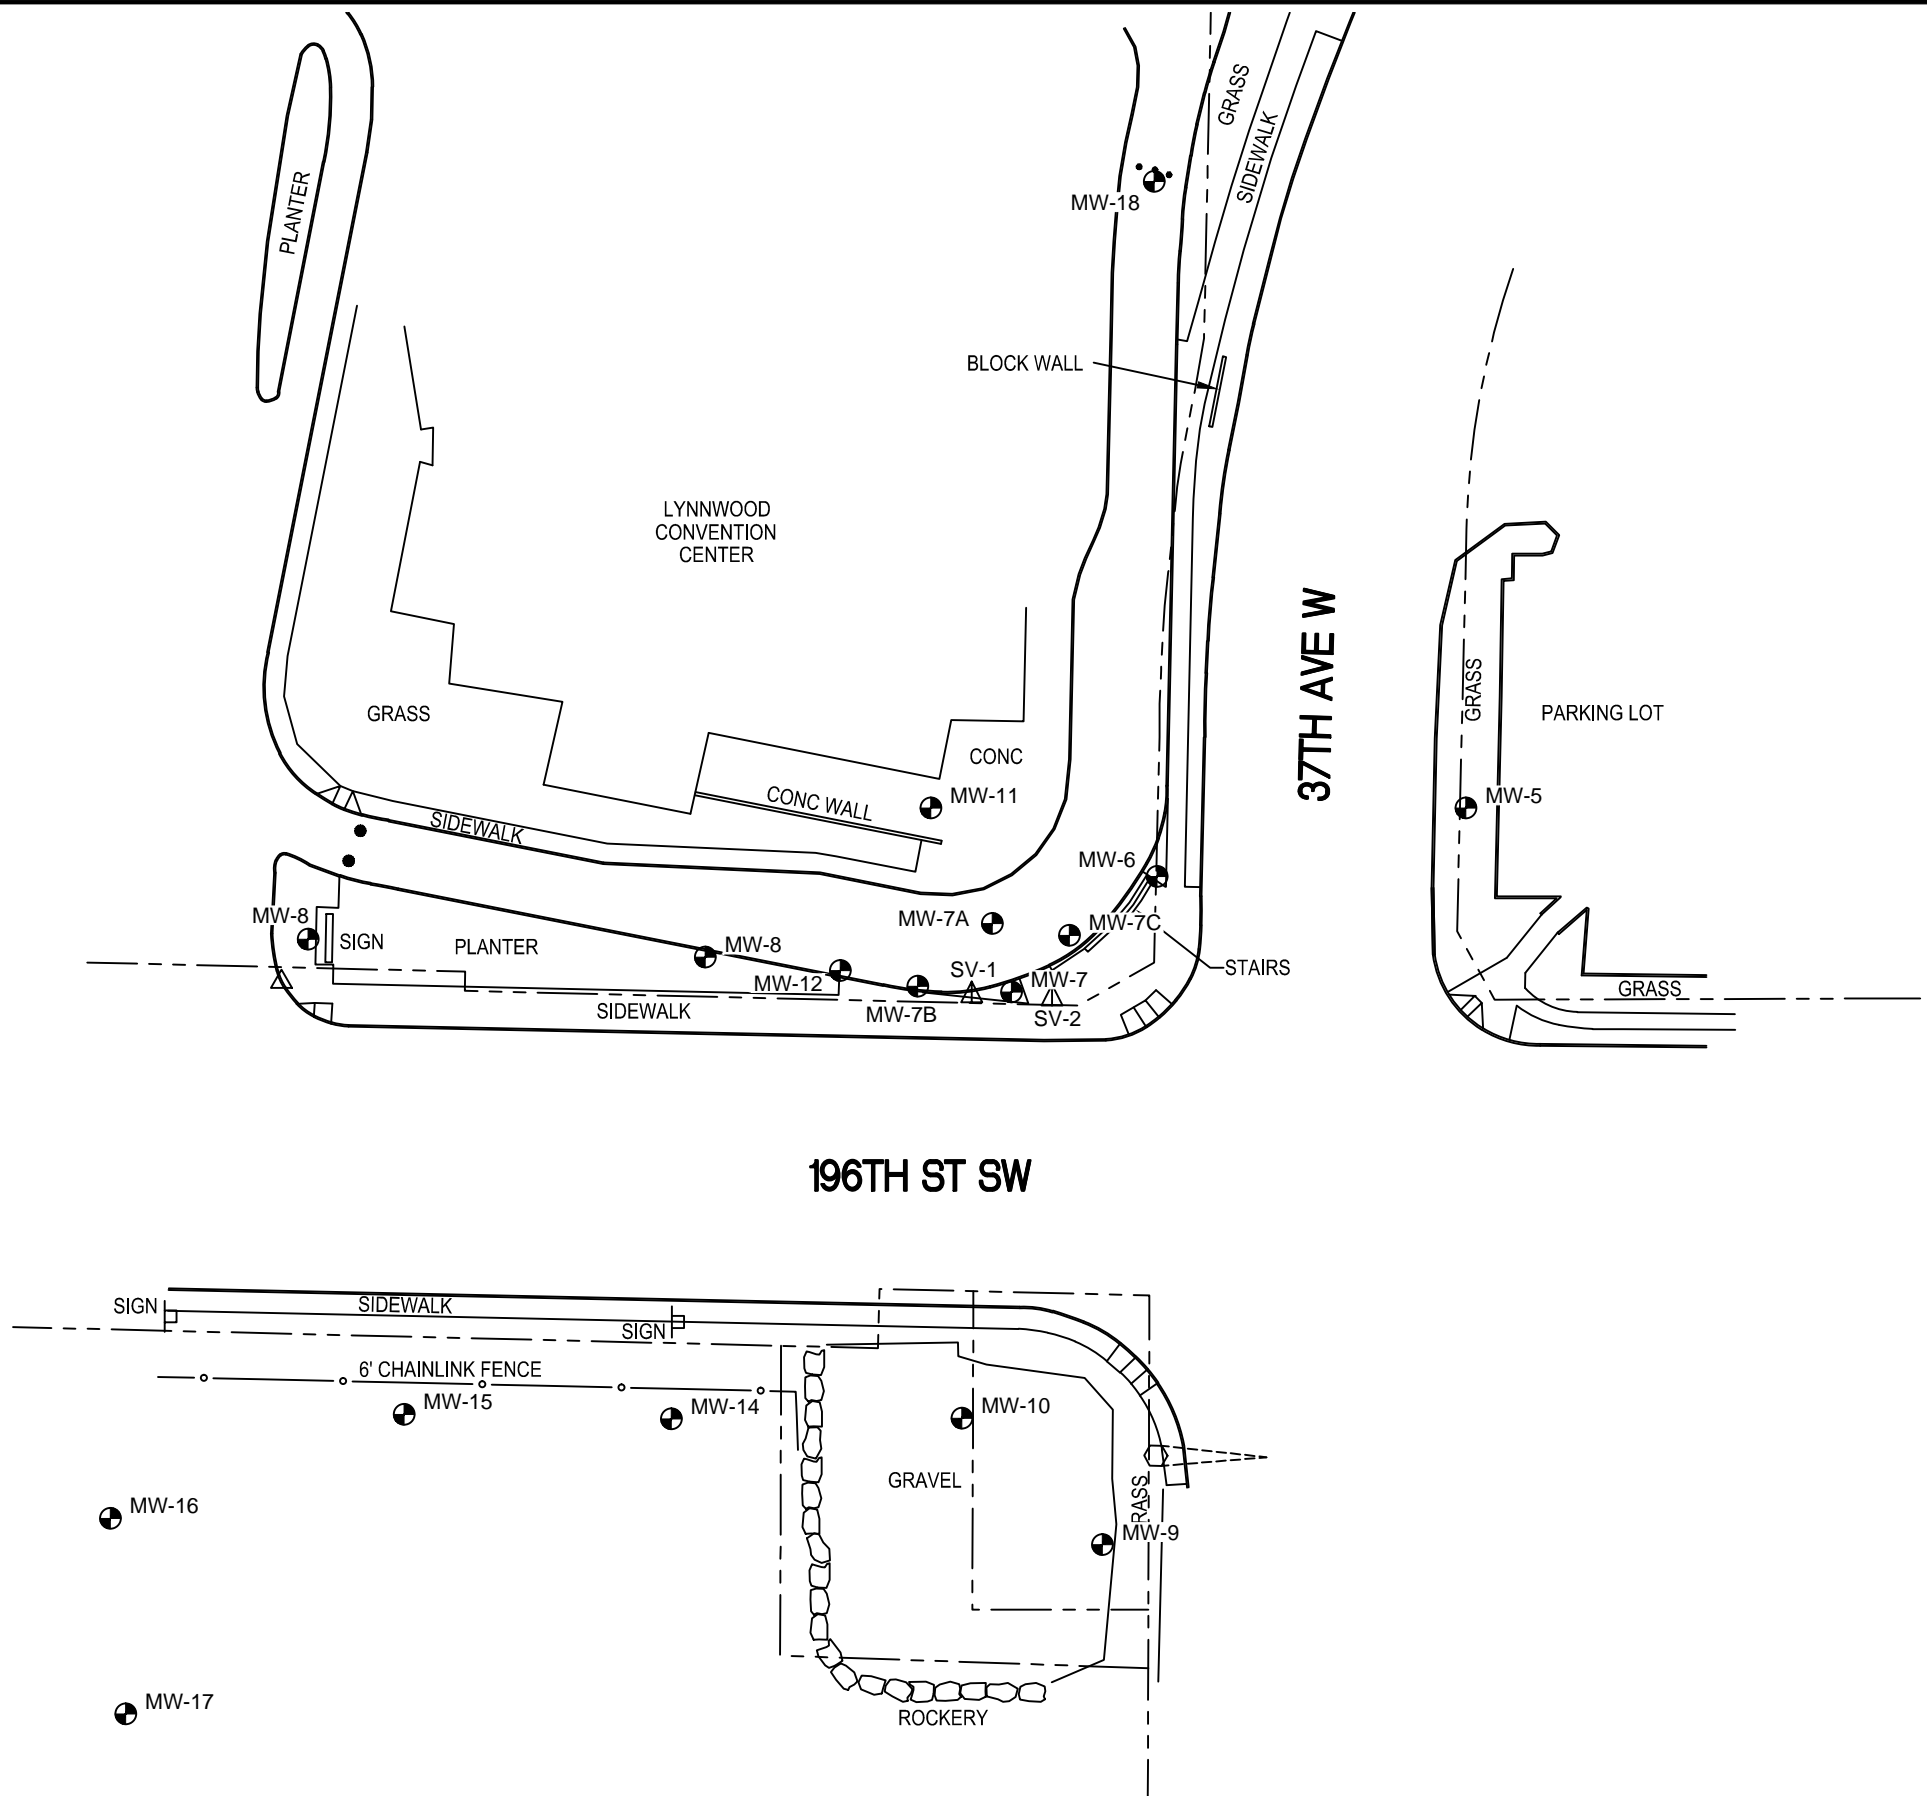 GRASS
SIDEWALK
PLANTER
MW-18
BLOCK WALL
LYNNWOOD
CONVENTION
CENTER
37TH AVE W
GRASS
GRASS
PARKING LOT
CONC
CONC WALL
MW-11
MW-5
SIDEWALK
MW-6
MW-8
SIGN
PLANTER
MW-8
MW-7A
MW-7C
STAIRS
MW-12
SV-1
MW-7
MW-7B
SV-2
SIDEWALK
GRASS
196TH ST SW
SIGN
SIDEWALK
SIGN
6' CHAINLINK FENCE
MW-15
MW-14
MW-10
GRAVEL
RASS
MW-16
MW-9
MW-17
ROCKERY